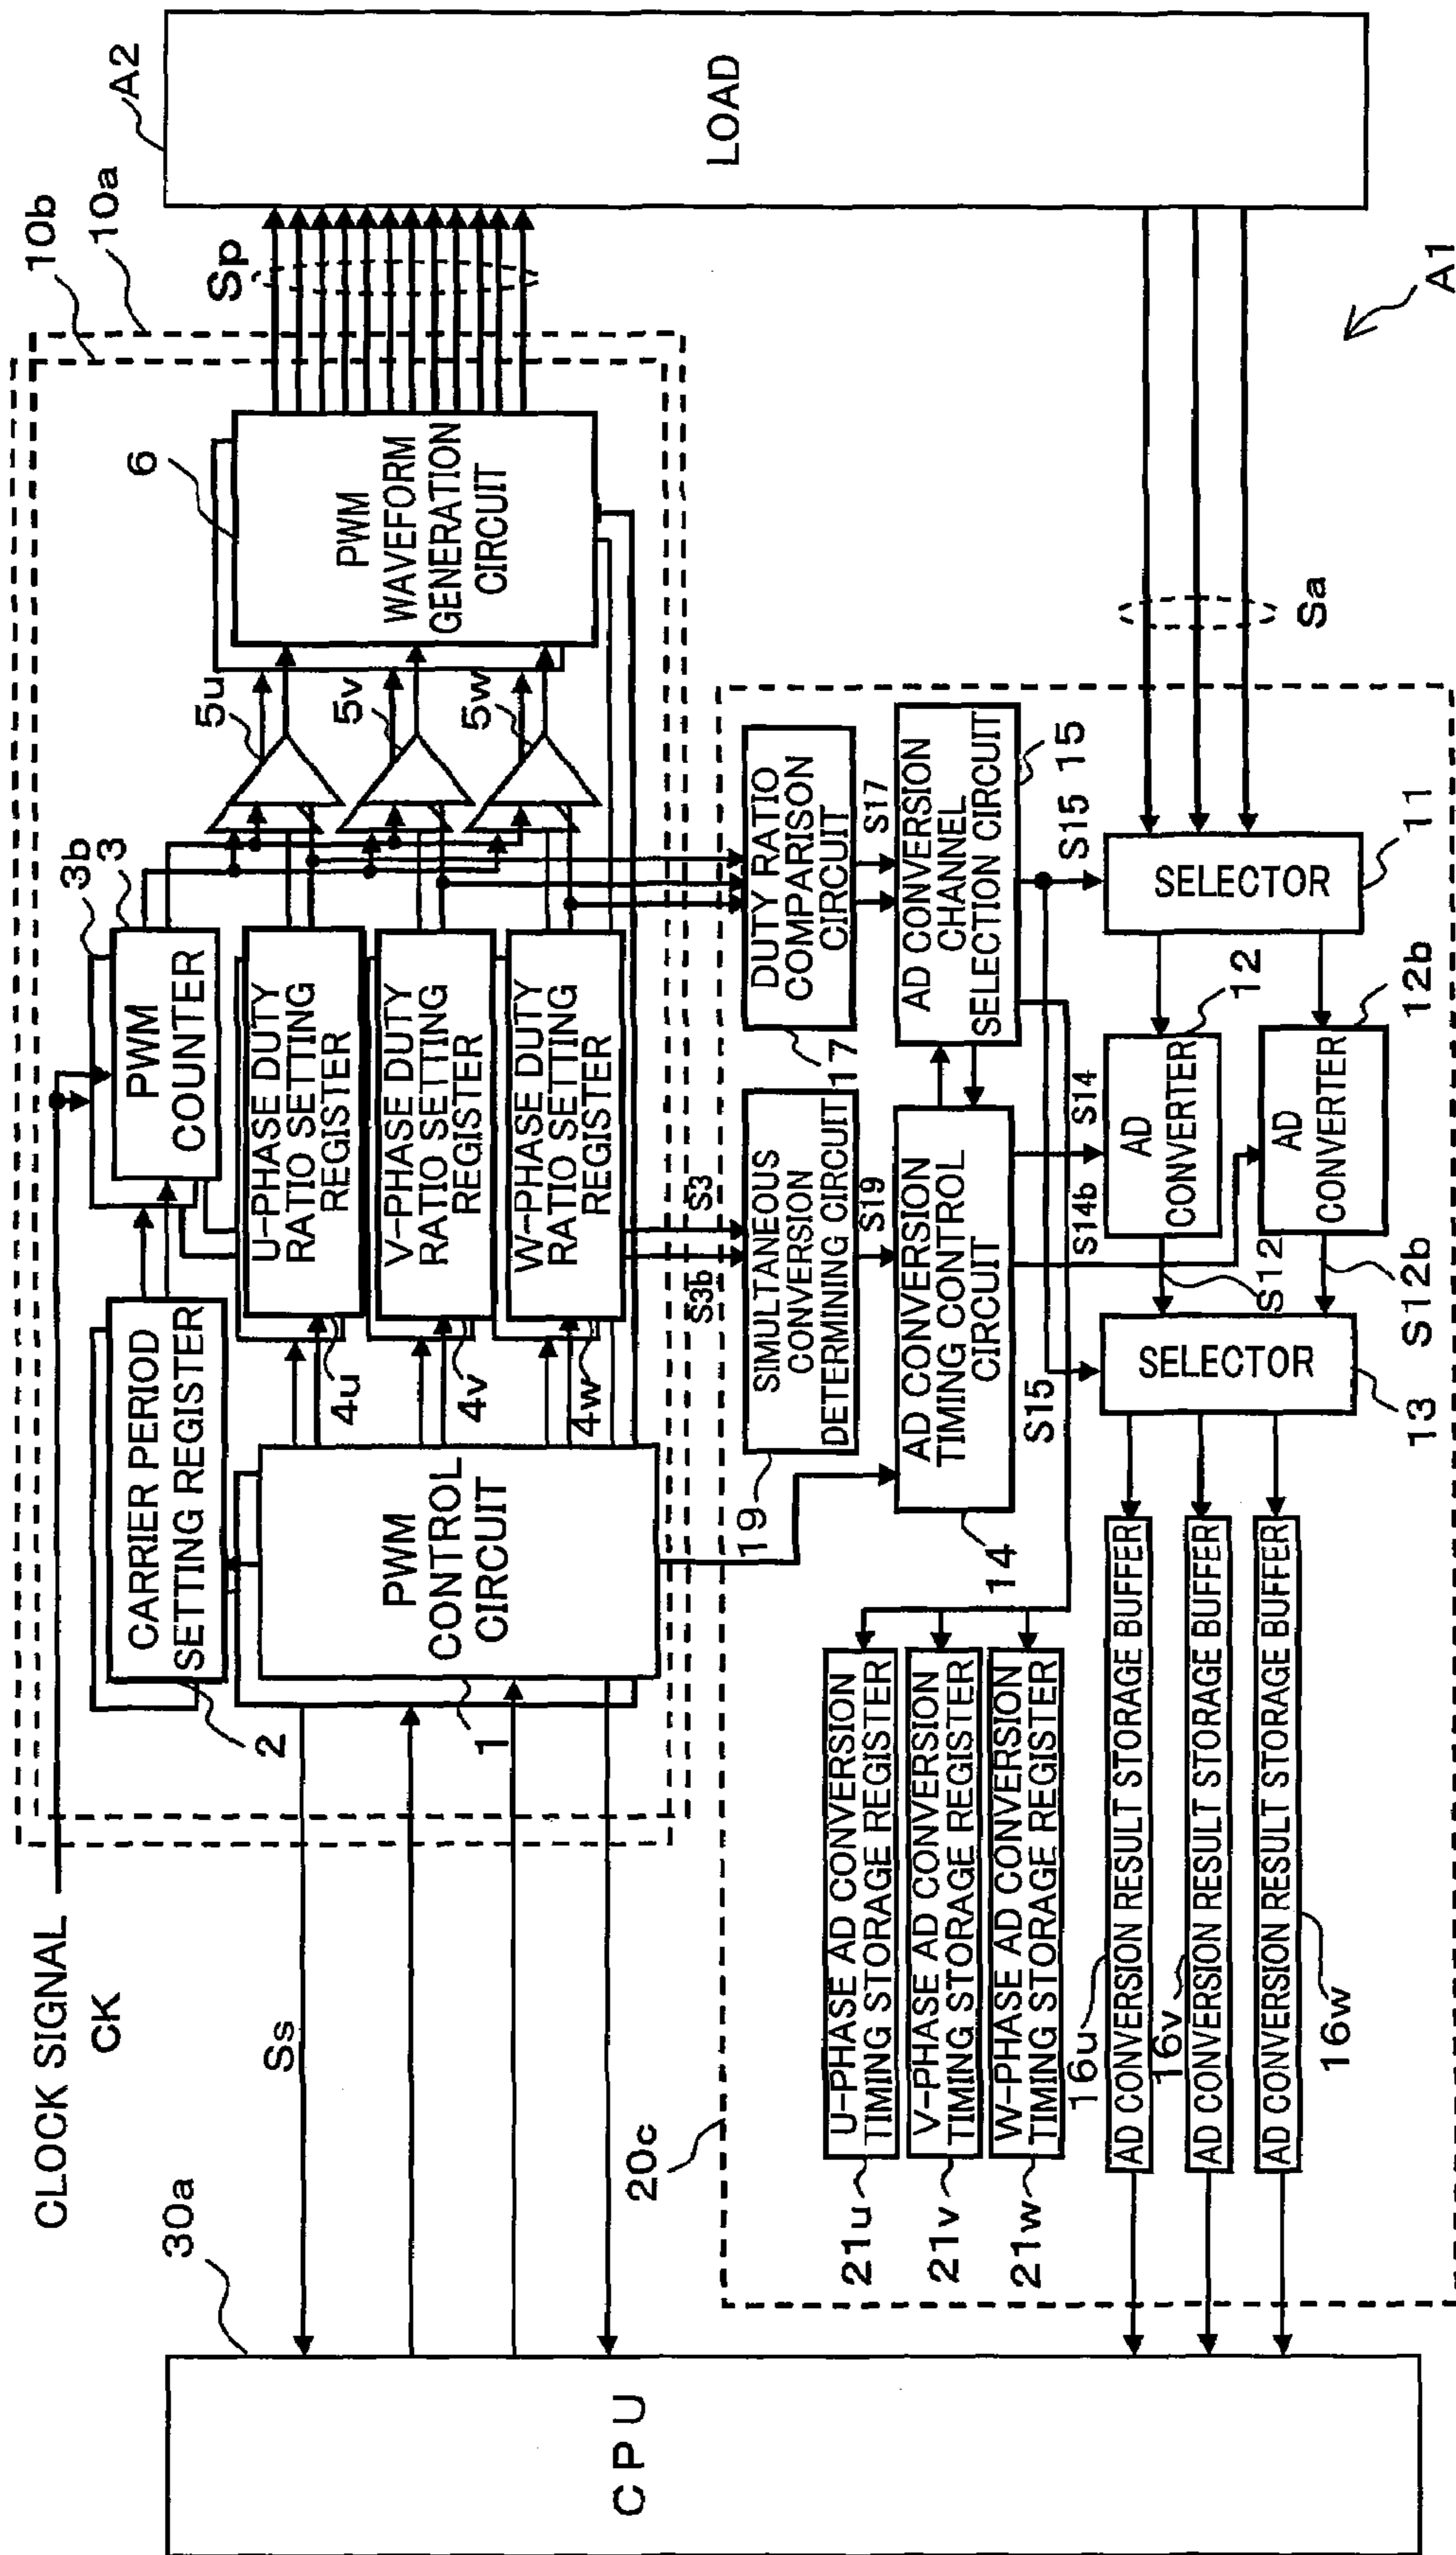 CLOCK SIGNAL
CK
30a
CPU
Ss
20c
10b
10a
A2
LOAD
A1
CARRIER PERIOD
SETTING REGISTER
2
PWM
COUNTER
3b
3
PWM
CONTROL
CIRCUIT
1
U-PHASE DUTY
RATIO SETTING
REGISTER
4u
V-PHASE DUTY
RATIO SETTING
REGISTER
4v
W-PHASE DUTY
RATIO SETTING
REGISTER
4w
5u
5v
5w
6
PWM
WAVEFORM
GENERATION
CIRCUIT
Sp
S3b
S3
SIMULTANEOUS
CONVERSION
DETERMINING CIRCUIT
19
S19
DUTY RATIO
COMPARISON
CIRCUIT
17
S17
AD CONVERSION
TIMING CONTROL
CIRCUIT
14
AD CONVERSION
CHANNEL
SELECTION CIRCUIT
15
S15
S15
S14b
S14
SELECTOR
11
Sa
AD
CONVERTER
12
AD
CONVERTER
12b
S12
S12b
SELECTOR
13
U-PHASE AD CONVERSION
TIMING STORAGE REGISTER
21u
V-PHASE AD CONVERSION
TIMING STORAGE REGISTER
21v
W-PHASE AD CONVERSION
TIMING STORAGE REGISTER
21w
16u
AD CONVERSION RESULT STORAGE BUFFER
16v
AD CONVERSION RESULT STORAGE BUFFER
16w
AD CONVERSION RESULT STORAGE BUFFER